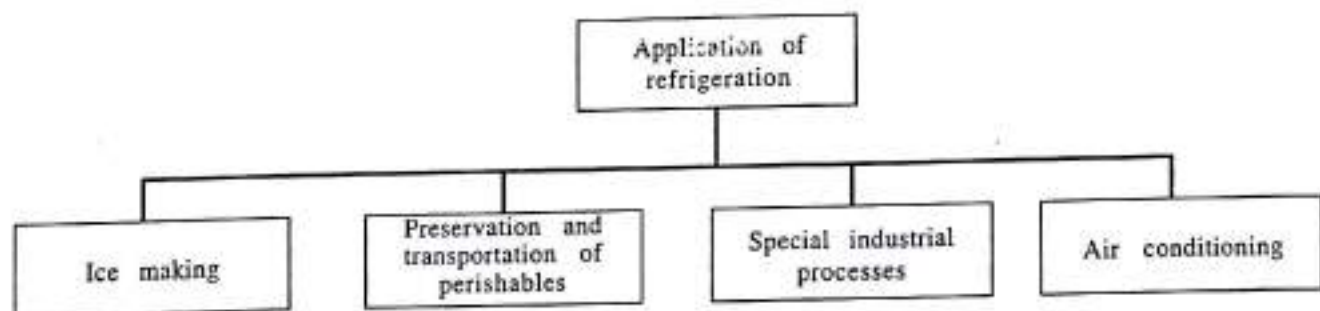 Application of
refrigeration
Ice making
Preservation and
transportation of
perishables
Special industrial
processes
Air conditioning